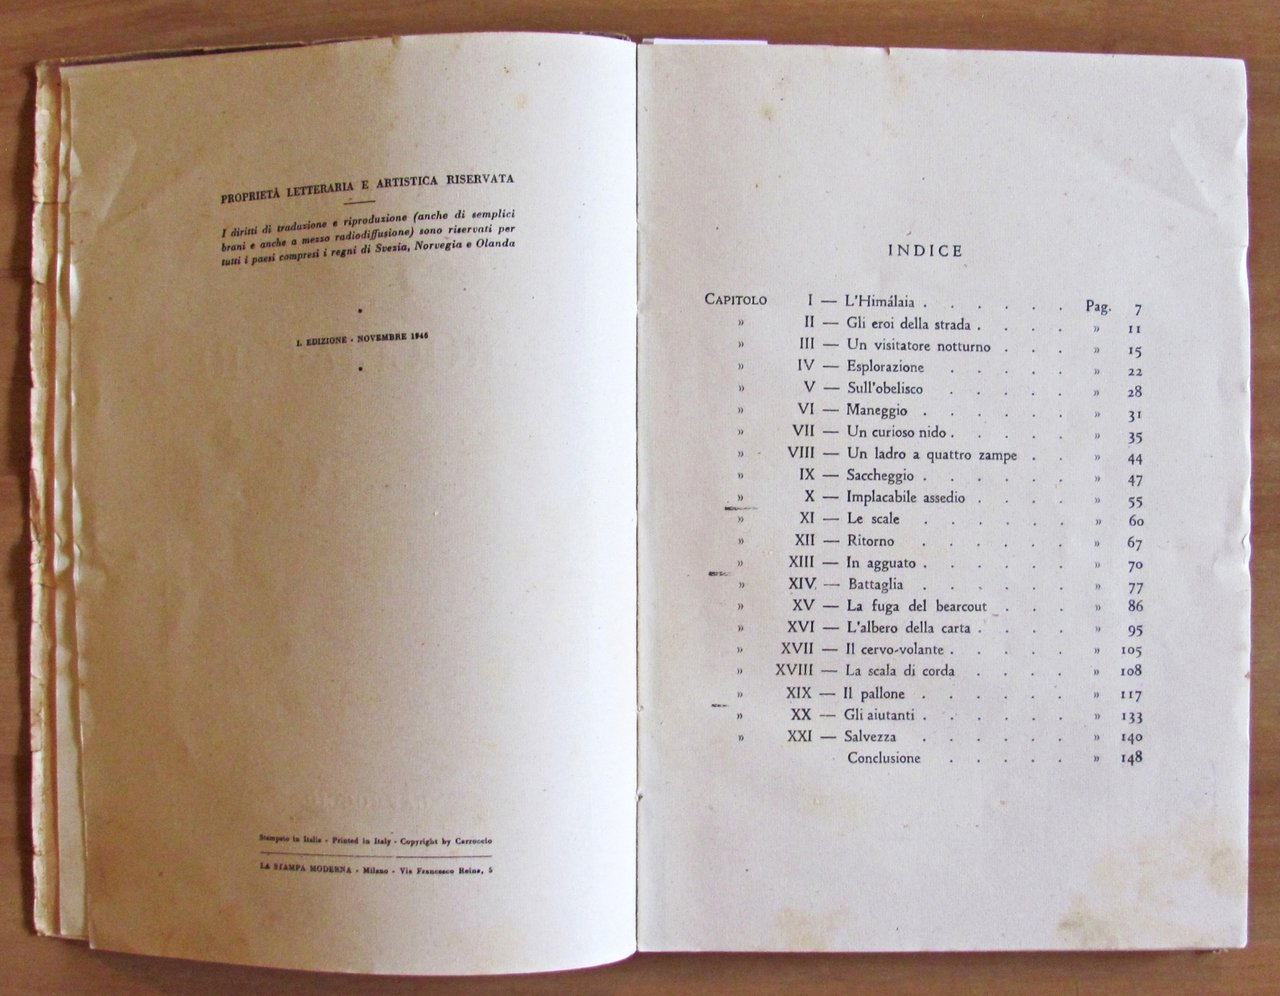 PROPRIETÀ LETTERARIA E ARTISTICA RISERVATA
I diritti di traduzione e riproduzione (anche di semplici
brani e anche a mezzo radiodiffusione) sono riservati per
tutti i paesi compresi i regni di Svezia, Norvegia e Olanda
I. EDIZIONE - NOVEMBRE 1946
Stampato in Italia - Printed in Italy - Copyright by Carroccio
LA STAMPA MODERNA - Milano - Via Francesco Reina, 5
INDICE
CAPITOLO I — L'Himálaia . . . . . . Pag. 7
» II — Gli eroi della strada . . . . » 11
» III — Un visitatore notturno . . . » 15
» IV — Esplorazione . . . . . » 22
» V — Sull'obelisco . . . . . » 28
» VI — Maneggio . . . . . . » 31
» VII — Un curioso nido . . . . . » 35
» VIII — Un ladro a quattro zampe . . » 44
» IX — Saccheggio . . . . . . » 47
» X — Implacabile assedio . . . . » 55
» XI — Le scale . . . . . . » 60
» XII — Ritorno . . . . . . » 67
» XIII — In agguato . . . . . . » 70
» XIV — Battaglia . . . . . . » 77
» XV — La fuga del bearcout . . . » 86
» XVI — L'albero della carta . . . . » 95
» XVII — Il cervo-volante . . . . . » 105
» XVIII — La scala di corda . . . . » 108
» XIX — Il pallone . . . . . . » 117
» XX — Gli aiutanti . . . . . . » 133
» XXI — Salvezza . . . . . . » 140
Conclusione . . . . . » 148